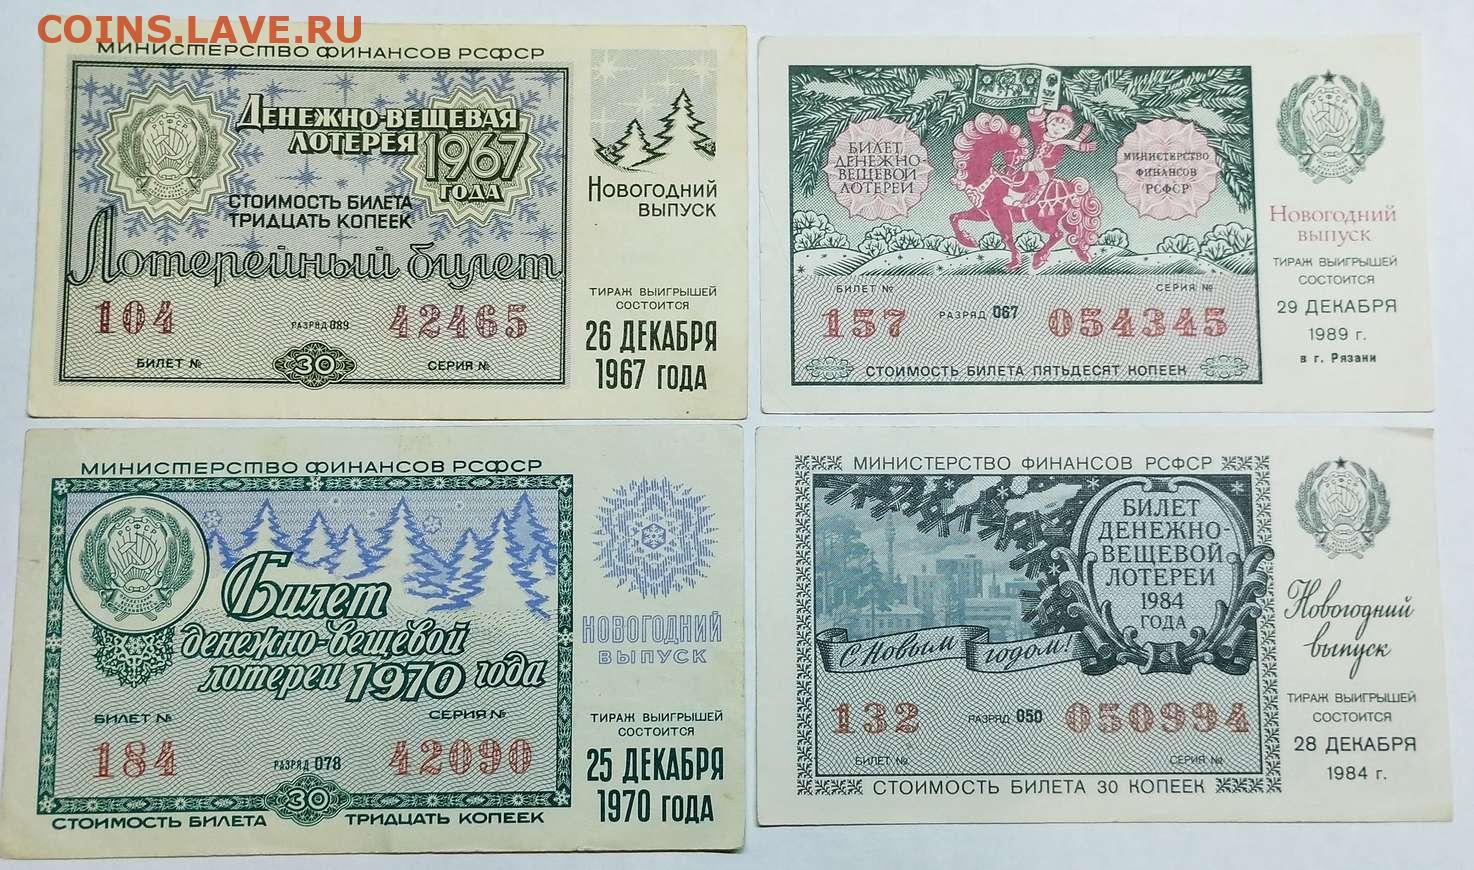 COINS.LAVE.RU
МИНИСТЕРСТВО ФИНАНСОВ РСФСР
ДЕНЕЖНО-ВЕЩЕВАЯ
ЛОТЕРЕЯ 1967
ГОДА
СТОИМОСТЬ БИЛЕТА
ТРИДЦАТЬ КОПЕЕК
Лотерейный билет
104 РАЗРЯД 089 42465
БИЛЕТ № 30 СЕРИЯ №
НОВОГОДНИЙ
ВЫПУСК
ТИРАЖ ВЫИГРЫШЕЙ
СОСТОИТСЯ
26 ДЕКАБРЯ
1967 ГОДА
БИЛЕТ
ДЕНЕЖНО-
ВЕЩЕВОЙ
ЛОТЕРЕИ
МИНИСТЕРСТВО
ФИНАНСОВ
РСФСР
БИЛЕТ № СЕРИЯ №
157 РАЗРЯД 067 054345
СТОИМОСТЬ БИЛЕТА ПЯТЬДЕСЯТ КОПЕЕК
РСФСР
Новогодний
выпуск
ТИРАЖ ВЫИГРЫШЕЙ
СОСТОИТСЯ
29 ДЕКАБРЯ
1989 г.
в г. Рязани
МИНИСТЕРСТВО ФИНАНСОВ РСФСР
РСФСР
Билет
денежно-вещевой
лотереи 1970 года
БИЛЕТ № СЕРИЯ №
184 РАЗРЯД 078 42090
30
СТОИМОСТЬ БИЛЕТА ТРИДЦАТЬ КОПЕЕК
НОВОГОДНИЙ
ВЫПУСК
ТИРАЖ ВЫИГРЫШЕЙ
СОСТОИТСЯ
25 ДЕКАБРЯ
1970 ГОДА
МИНИСТЕРСТВО ФИНАНСОВ РСФСР
БИЛЕТ
ДЕНЕЖНО-
ВЕЩЕВОЙ
ЛОТЕРЕИ
1984
ГОДА
С Новым годом!
132 РАЗРЯД 050 050994
БИЛЕТ № СЕРИЯ №
СТОИМОСТЬ БИЛЕТА 30 КОПЕЕК
Новогодний
выпуск
ТИРАЖ ВЫИГРЫШЕЙ
СОСТОИТСЯ
28 ДЕКАБРЯ
1984 г.